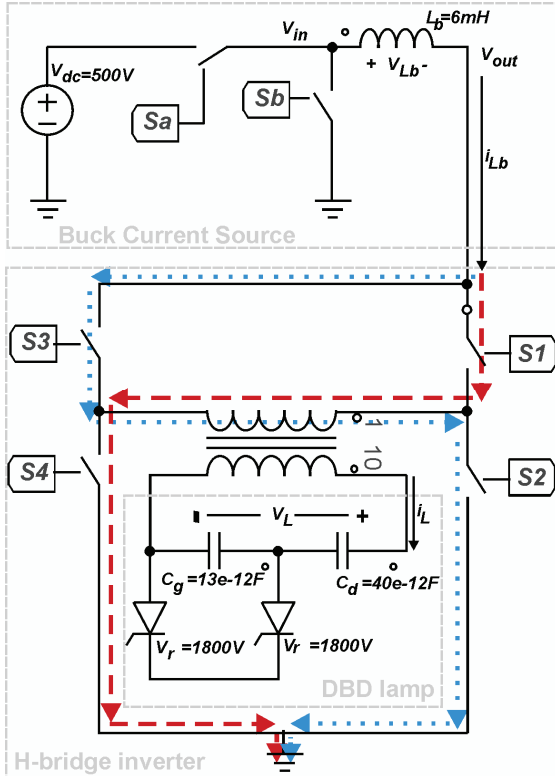 L_b=6mH
V_in
V_out
V_dc=500V
+ V_Lb -
Sa
Sb
i_Lb
Buck Current Source
S3
S1
1
10
S4
S2
- V_L +
i_L
C_g=13e-12F
C_d=40e-12F
V_r=1800V
V_r=1800V
DBD lamp
H-bridge inverter